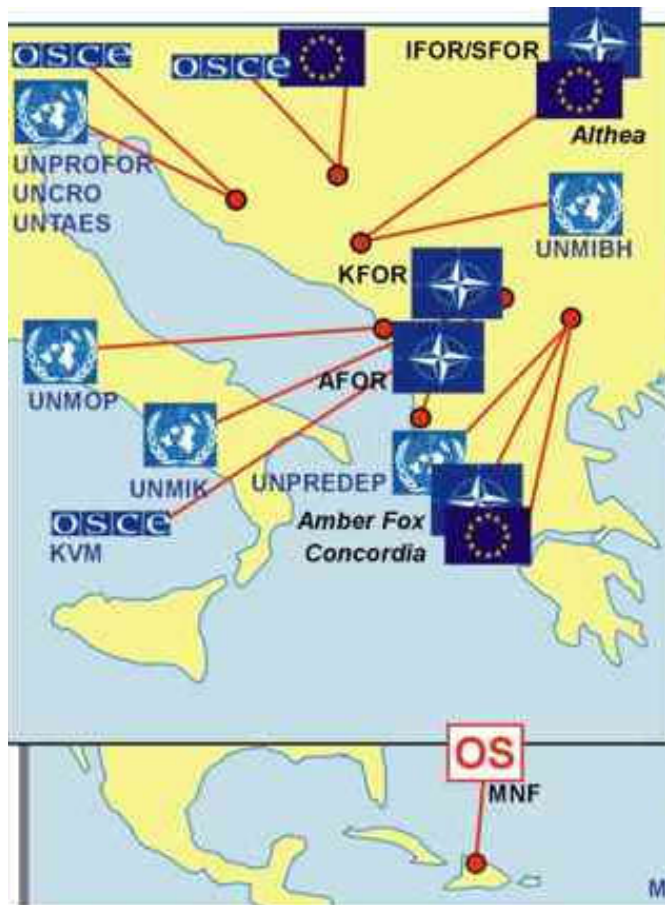 osce
osce
IFOR/SFOR
Althea
UNPROFOR
UNCRO
UNTAES
UNMIBH
KFOR
AFOR
UNMOP
UNMIK
UNPREDEP
osce
KVM
Amber Fox
Concordia
OS
MNF
M